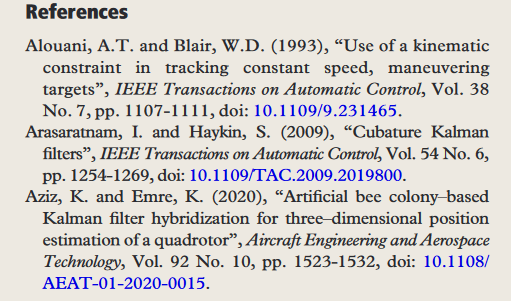 References
Alouani, A.T. and Blair, W.D. (1993), “Use of a kinematic
constraint in tracking constant speed, maneuvering
targets”, IEEE Transactions on Automatic Control, Vol. 38
No. 7, pp. 1107-1111, doi: 10.1109/9.231465.
Arasaratnam, I. and Haykin, S. (2009), “Cubature Kalman
filters”, IEEE Transactions on Automatic Control, Vol. 54 No. 6,
pp. 1254-1269, doi: 10.1109/TAC.2009.2019800.
Aziz, K. and Emre, K. (2020), “Artificial bee colony–based
Kalman filter hybridization for three–dimensional position
estimation of a quadrotor”, Aircraft Engineering and Aerospace
Technology, Vol. 92 No. 10, pp. 1523-1532, doi: 10.1108/
AEAT-01-2020-0015.